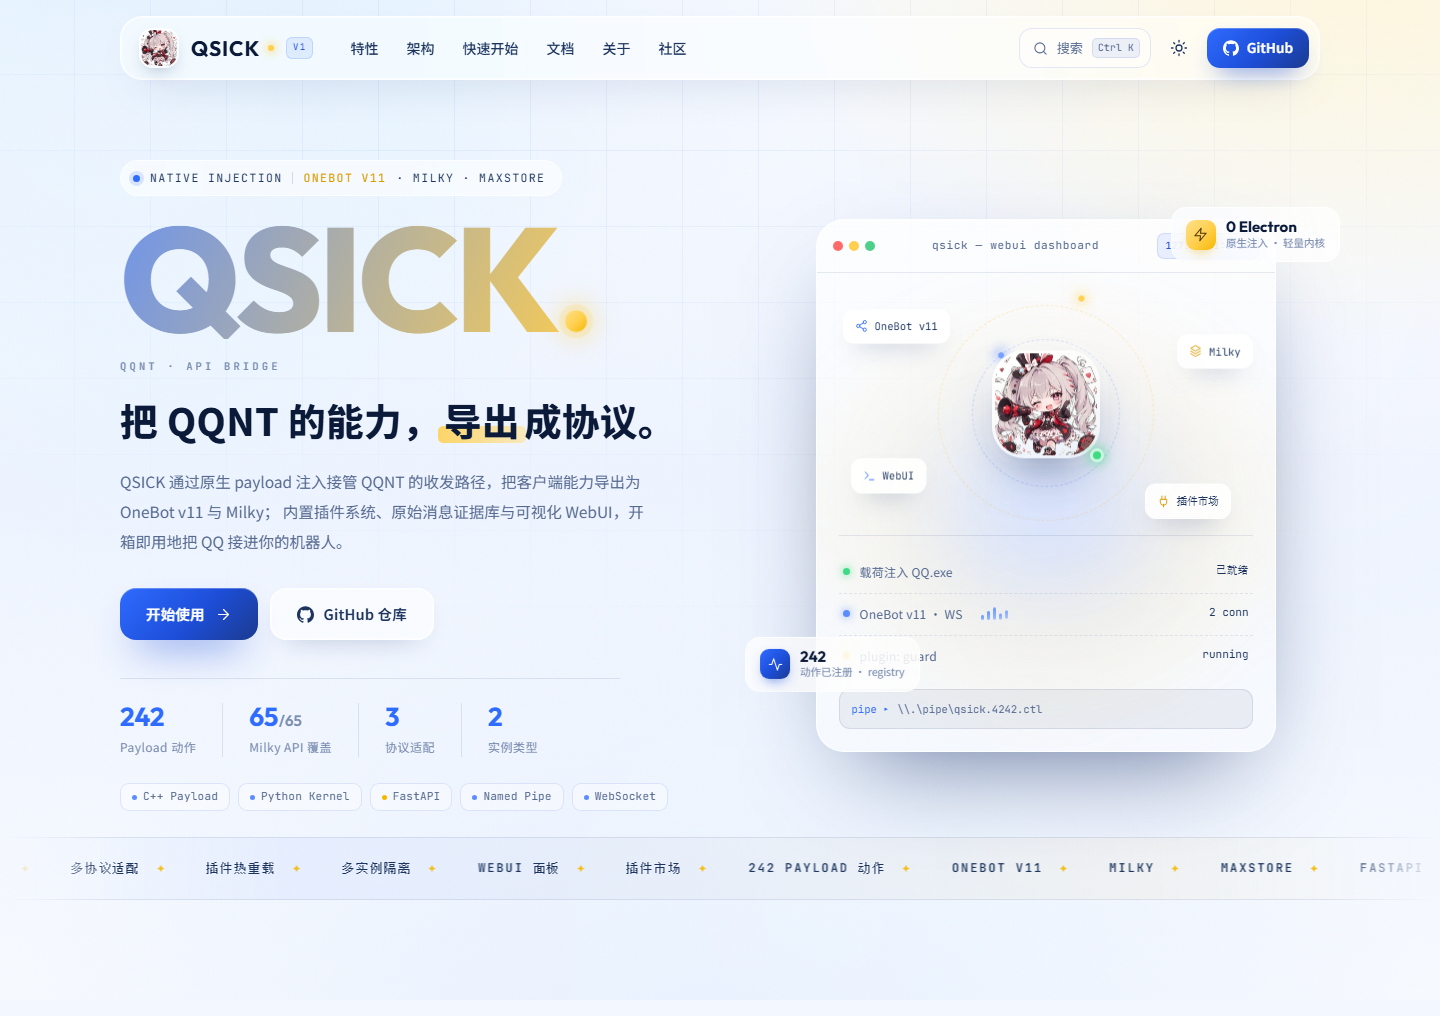 QSICK V1 特性 架构 快速开始 文档 关于 社区 搜索 Ctrl K GitHub
NATIVE INJECTION ONEBOT V11 · MILKY · MAXSTORE
QSICK.
QQNT · API BRIDGE
把 QQNT 的能力，导出成协议。
QSICK 通过原生 payload 注入接管 QQNT 的收发路径，把客户端能力导出为
OneBot v11 与 Milky； 内置插件系统、原始消息证据库与可视化 WebUI，开
箱即用地把 QQ 接进你的机器人。
开始使用 → GitHub 仓库
242 65/65 3 2
Payload 动作 Milky API 覆盖 协议适配 实例类型
C++ Payload Python Kernel FastAPI Named Pipe WebSocket
qsick — webui dashboard
0 Electron
原生注入 · 轻量内核
OneBot v11
Milky
WebUI
插件市场
载荷注入 QQ.exe 已就绪
OneBot v11 · WS 2 conn
plugin: guard running
242
动作已注册 · registry
pipe ▸ \\.\pipe\qsick.4242.ctl
多协议适配 ✦ 插件热重载 ✦ 多实例隔离 ✦ WEBUI 面板 ✦ 插件市场 ✦ 242 PAYLOAD 动作 ✦ ONEBOT V11 ✦ MILKY ✦ MAXSTORE ✦ FASTAPI